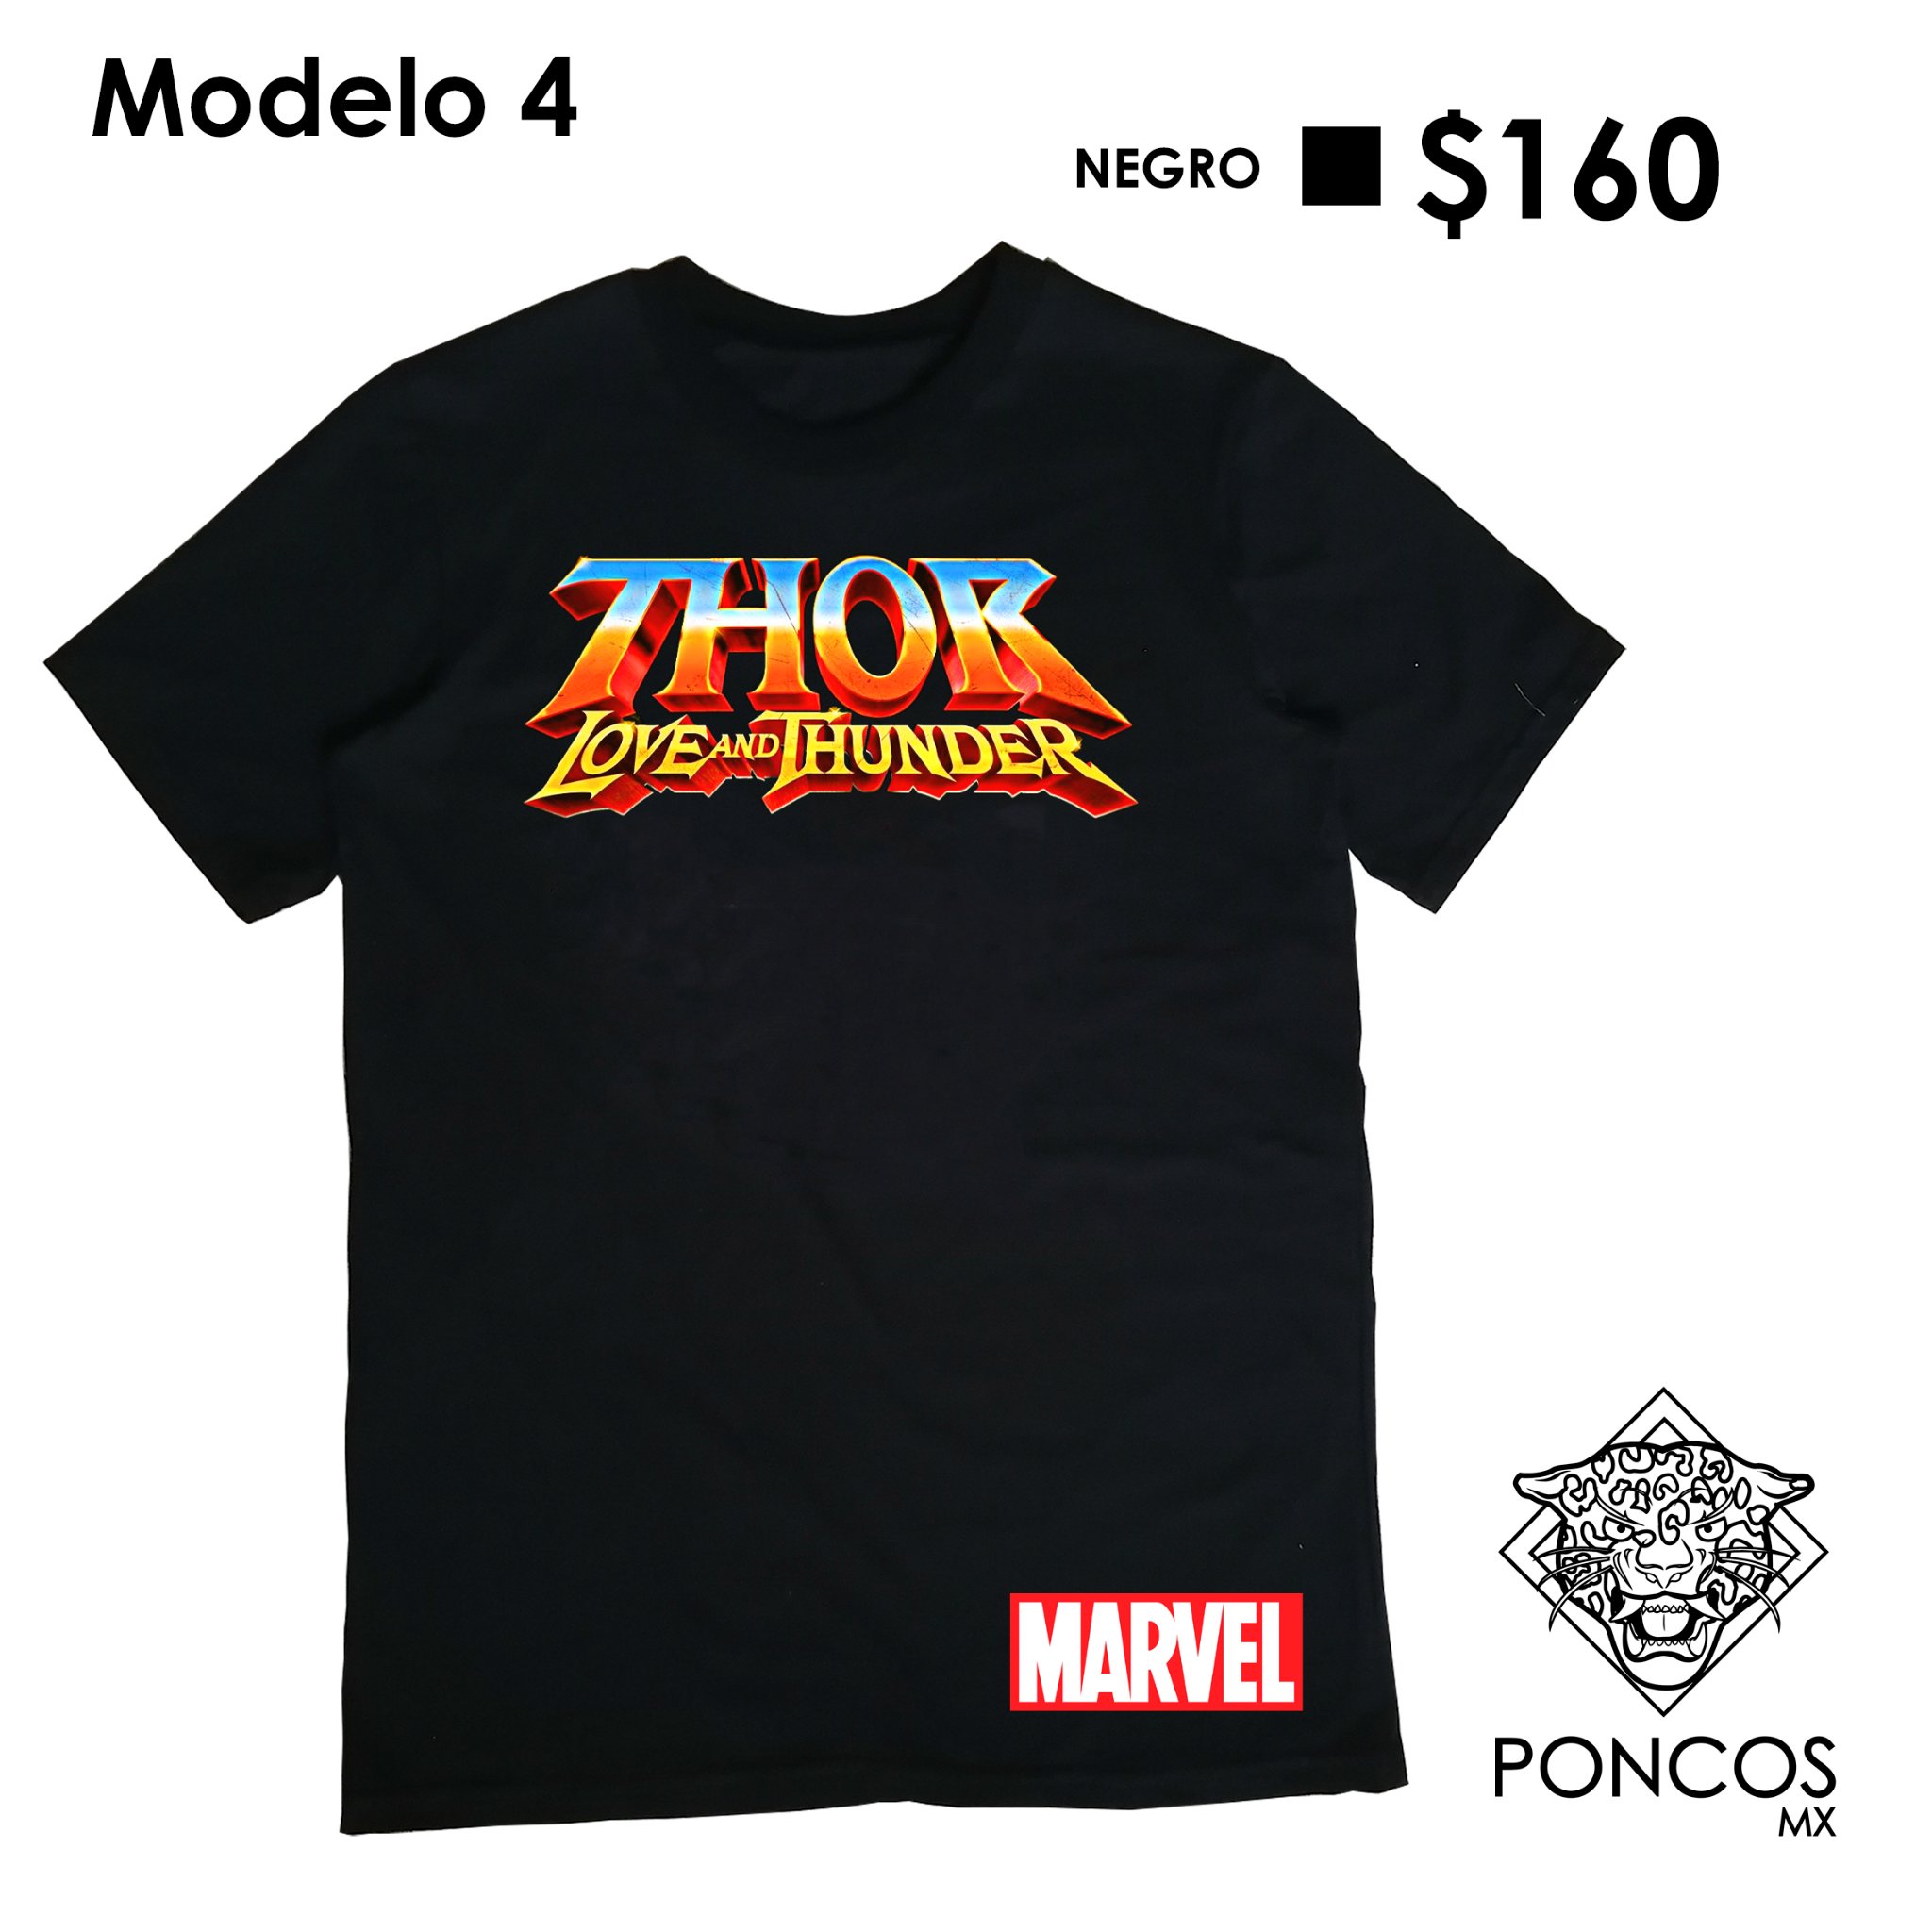 Modelo 4
NEGRO $160
THOR
LOVE AND THUNDER
MARVEL
PONCOS
MX